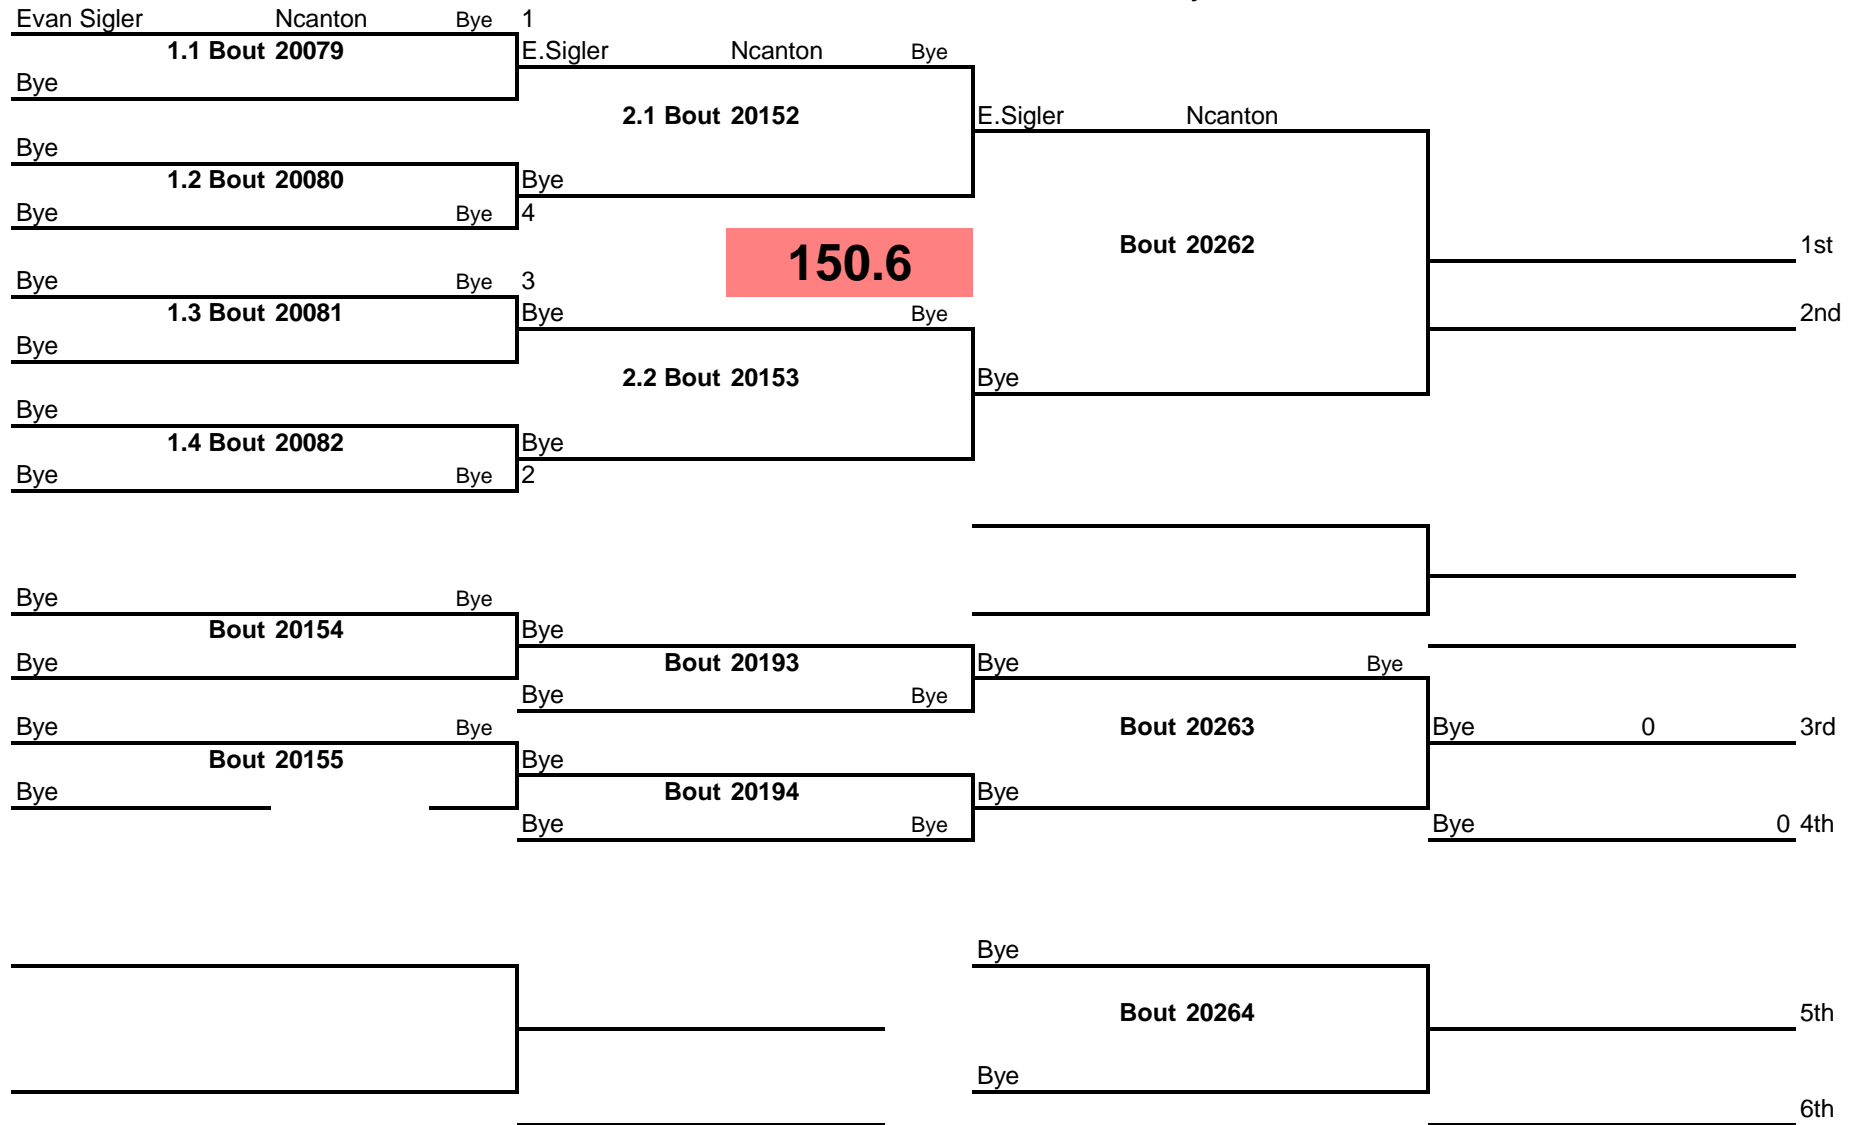 Evan Sigler Ncanton Bye 1
1.1 Bout 20079 E.Sigler Ncanton Bye
Bye
2.1 Bout 20152 E.Sigler Ncanton
Bye
1.2 Bout 20080 Bye
Bye Bye 4
150.6 Bout 20262 1st
Bye Bye 3
1.3 Bout 20081 Bye Bye 2nd
Bye
2.2 Bout 20153 Bye
Bye
1.4 Bout 20082 Bye
Bye Bye 2
Bye Bye
Bout 20154 Bye
Bye Bout 20193 Bye Bye
Bye Bye
Bye Bye Bout 20263 Bye 0 3rd
Bout 20155 Bye
Bye Bout 20194 Bye
Bye Bye Bye 0 4th
Bye
Bout 20264 5th
Bye
6th